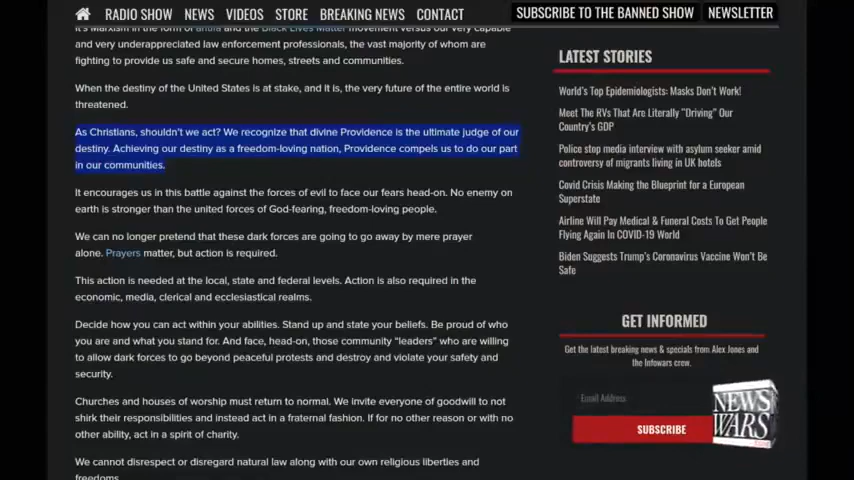 RADIO SHOW NEWS VIDEOS STORE BREAKING NEWS CONTACT
SUBSCRIBE TO THE BANNED SHOW NEWSLETTER
It's Marxism in the form of antifa and the Black Lives Matter movement versus our very capable
and very underappreciated law enforcement professionals, the vast majority of whom are
fighting to provide us safe and secure homes, streets and communities.
When the destiny of the United States is at stake, and it is, the very future of the entire world is
threatened.
As Christians, shouldn't we act? We recognize that divine Providence is the ultimate judge of our
destiny. Achieving our destiny as a freedom-loving nation, Providence compels us to do our part
in our communities.
It encourages us in this battle against the forces of evil to face our fears head-on. No enemy on
earth is stronger than the united forces of God-fearing, freedom-loving people.
We can no longer pretend that these dark forces are going to go away by mere prayer
alone. Prayers matter, but action is required.
This action is needed at the local, state and federal levels. Action is also required in the
economic, media, clerical and ecclesiastical realms.
Decide how you can act within your abilities. Stand up and state your beliefs. Be proud of who
you are and what you stand for. And face, head-on, those community “leaders” who are willing
to allow dark forces to go beyond peaceful protests and destroy and violate your safety and
security.
Churches and houses of worship must return to normal. We invite everyone of goodwill to not
shirk their responsibilities and instead act in a fraternal fashion. If for no other reason or with no
other ability, act in a spirit of charity.
We cannot disrespect or disregard natural law along with our own religious liberties and
freedoms.
LATEST STORIES
World's Top Epidemiologists: Masks Don't Work!
Meet The RVs That Are Literally "Driving" Our
Country's GDP
Police stop media interview with asylum seeker amid
controversy of migrants living in UK hotels
Covid Crisis Making the Blueprint for a European
Superstate
Airline Will Pay Medical & Funeral Costs To Get People
Flying Again In COVID-19 World
Biden Suggests Trump's Coronavirus Vaccine Won't Be
Safe
GET INFORMED
Get the latest breaking news & specials from Alex Jones and
the Infowars crew.
Email Address
SUBSCRIBE
NEWS
WARS